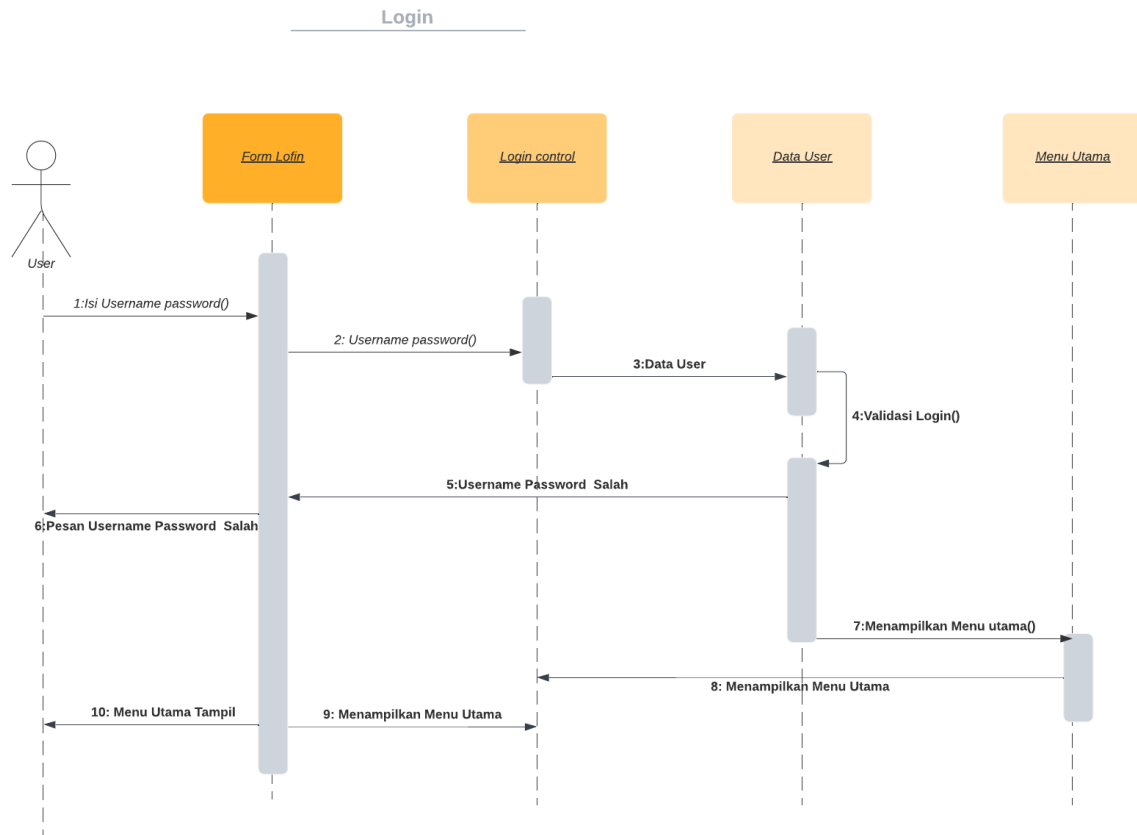 Login
Form Lofin
Login control
Data User
Menu Utama
User
1:Isi Username password()
2: Username password()
3:Data User
4:Validasi Login()
5:Username Password  Salah
6:Pesan Username Password  Salah
7:Menampilkan Menu utama()
8: Menampilkan Menu Utama
10: Menu Utama Tampil
9: Menampilkan Menu Utama